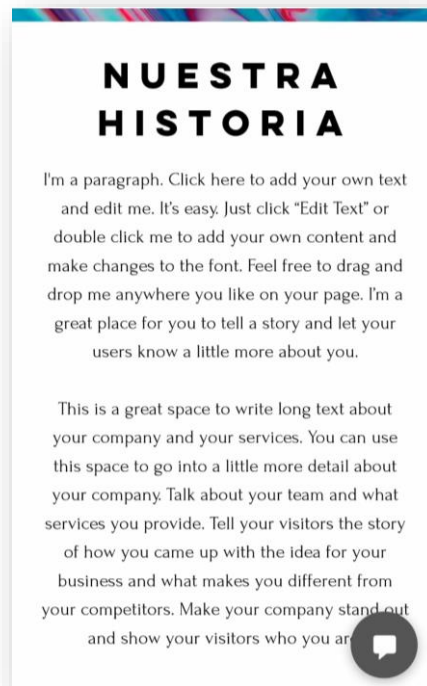 NUESTRA
HISTORIA
I'm a paragraph. Click here to add your own text
and edit me. It's easy. Just click “Edit Text” or
double click me to add your own content and
make changes to the font. Feel free to drag and
drop me anywhere you like on your page. I'm a
great place for you to tell a story and let your
users know a little more about you.
This is a great space to write long text about
your company and your services. You can use
this space to go into a little more detail about
your company. Talk about your team and what
services you provide. Tell your visitors the story
of how you came up with the idea for your
business and what makes you different from
your competitors. Make your company stand out
and show your visitors who you